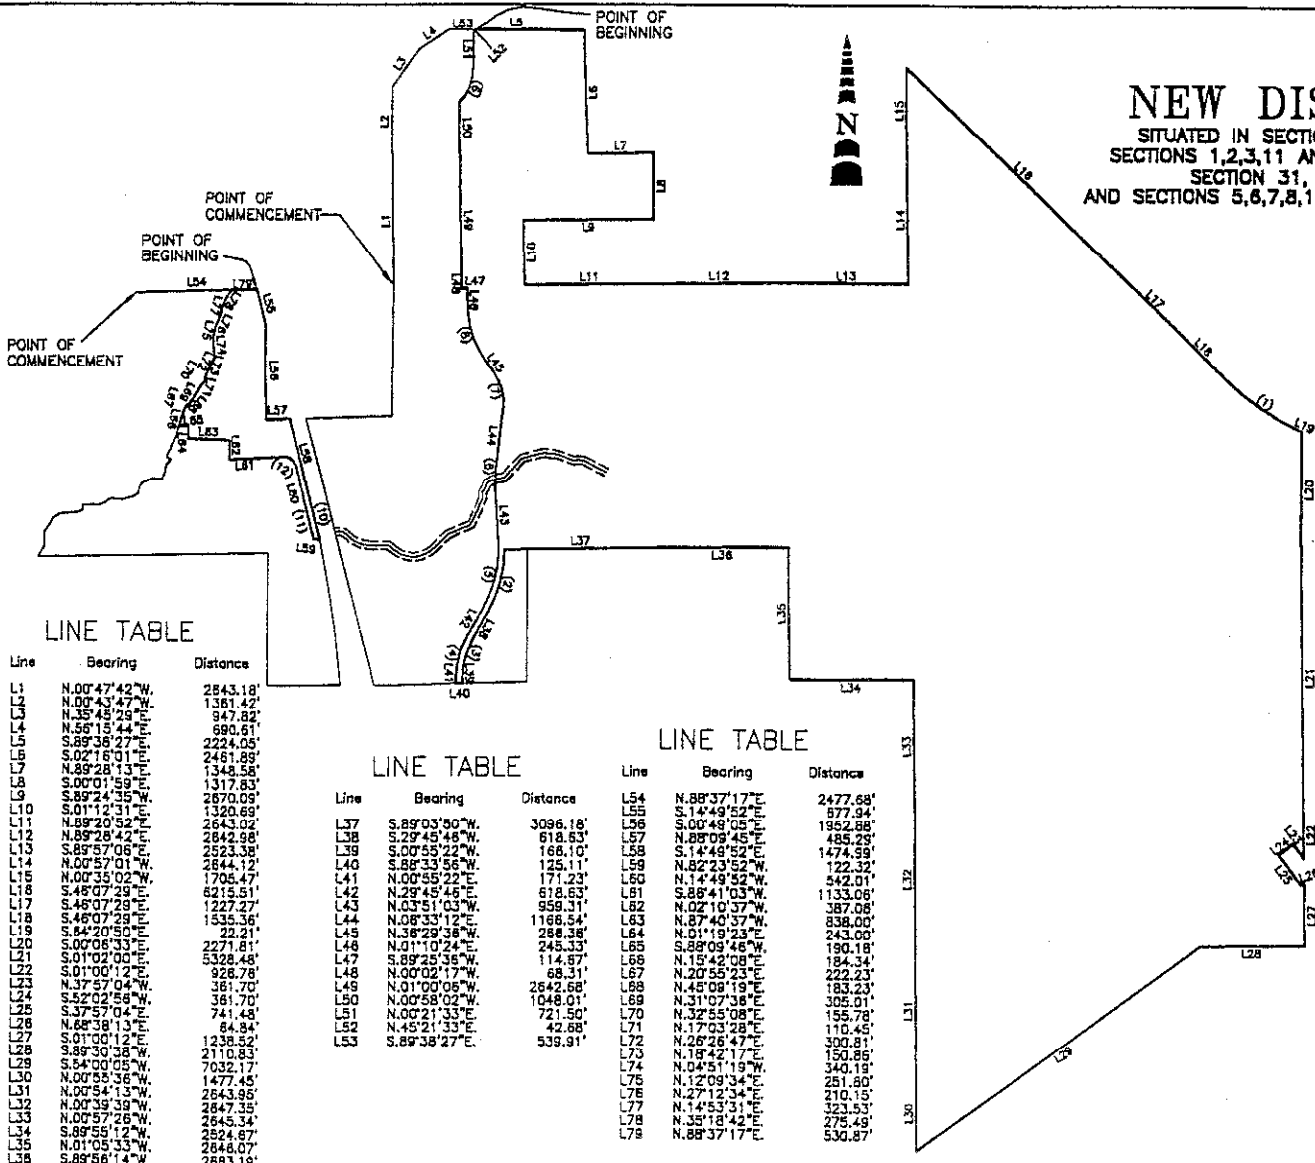 POINT OF
BEGINNING
NEW DIS
SITUATED IN SECTIO
SECTIONS 1,2,3,11 AN
SECTION 31,
AND SECTIONS 5,6,7,8,1
N
POINT OF
COMMENCEMENT
POINT OF
BEGINNING
POINT OF
COMMENCEMENT
LINE TABLE
Line Bearing Distance
L1 N.00°47'42"W. 2643.18'
L2 N.00°43'47"W. 1361.42'
L3 N.35°45'29"E. 947.82'
L4 N.56°15'44"E. 690.61'
L5 S.89°38'27"E. 2224.05'
L6 S.02°16'01"E. 2461.89'
L7 N.89°28'13"E. 1348.58'
L8 S.00°01'59"E. 1317.83'
L9 S.89°24'35"W. 2670.09'
L10 S.01°12'31"E. 1320.69'
L11 N.89°20'52"E. 2643.02'
L12 N.89°28'42"E. 2642.98'
L13 S.89°57'06"E. 2523.38'
L14 N.00°57'01"W. 2644.12'
L15 N.00°35'02"W. 1705.47'
L16 S.46°07'29"E. 6215.51'
L17 S.46°07'29"E. 1227.27'
L18 S.46°07'29"E. 1535.36'
L19 S.64°20'50"E. 22.21'
L20 S.00°06'33"E. 2271.81'
L21 S.01°02'00"E. 5328.48'
L22 S.01°00'12"E. 926.78'
L23 N.37°57'04"W. 361.70'
L24 S.52°02'56"W. 361.70'
L25 S.37°57'04"E. 741.48'
L26 N.68°38'13"E. 64.84'
L27 S.01°00'12"E. 1238.52'
L28 S.89°30'38"W. 2110.83'
L29 S.54°00'05"W. 7032.17'
L30 N.00°55'36"W. 1477.45'
L31 N.00°54'13"W. 2643.95'
L32 N.00°39'39"W. 2647.35'
L33 N.00°57'26"W. 2645.34'
L34 S.89°55'12"W. 2524.67'
L35 N.01°05'33"W. 2646.07'
L36 S.89°56'14"W. 2683.19'
LINE TABLE
Line Bearing Distance
L37 S.89°03'50"W. 3096.18'
L38 S.29°45'46"W. 618.63'
L39 S.00°55'22"W. 166.10'
L40 S.88°33'56"W. 125.11'
L41 N.00°55'22"E. 171.23'
L42 N.29°45'46"E. 618.63'
L43 N.03°51'03"W. 959.31'
L44 N.06°33'12"E. 1166.54'
L45 N.36°29'36"W. 266.36'
L46 N.01°10'24"E. 245.33'
L47 S.89°25'36"W. 114.67'
L48 N.00°02'17"W. 68.31'
L49 N.01°00'06"W. 2642.68'
L50 N.00°58'02"W. 1048.01'
L51 N.00°21'33"E. 721.50'
L52 N.45°21'33"E. 42.68'
L53 S.89°38'27"E. 539.91'
LINE TABLE
Line Bearing Distance
L54 N.88°37'17"E. 2477.68'
L55 S.14°49'52"E. 677.94'
L56 S.00°49'05"E. 1952.88'
L57 N.88°09'45"E. 485.29'
L58 S.14°49'52"E. 1474.99'
L59 N.82°23'52"W. 122.32'
L60 N.14°49'52"W. 542.01'
L61 S.86°41'03"W. 1133.06'
L62 N.02°10'37"W. 387.08'
L63 N.87°40'37"W. 838.00'
L64 N.01°19'23"E. 243.00'
L65 S.88°09'46"W. 190.18'
L66 N.15°42'08"E. 184.34'
L67 N.20°55'23"E. 222.23'
L68 N.45°09'19"E. 183.23'
L69 N.31°07'38"E. 305.01'
L70 N.32°55'08"E. 155.78'
L71 N.17°03'28"E. 110.45'
L72 N.26°26'47"E. 300.81'
L73 N.18°42'17"E. 150.86'
L74 N.04°51'19"W. 340.19'
L75 N.12°09'34"E. 251.80'
L76 N.27°12'34"E. 210.15'
L77 N.14°53'31"E. 323.53'
L78 N.35°18'42"E. 275.49'
L79 N.88°37'17"E. 530.87'